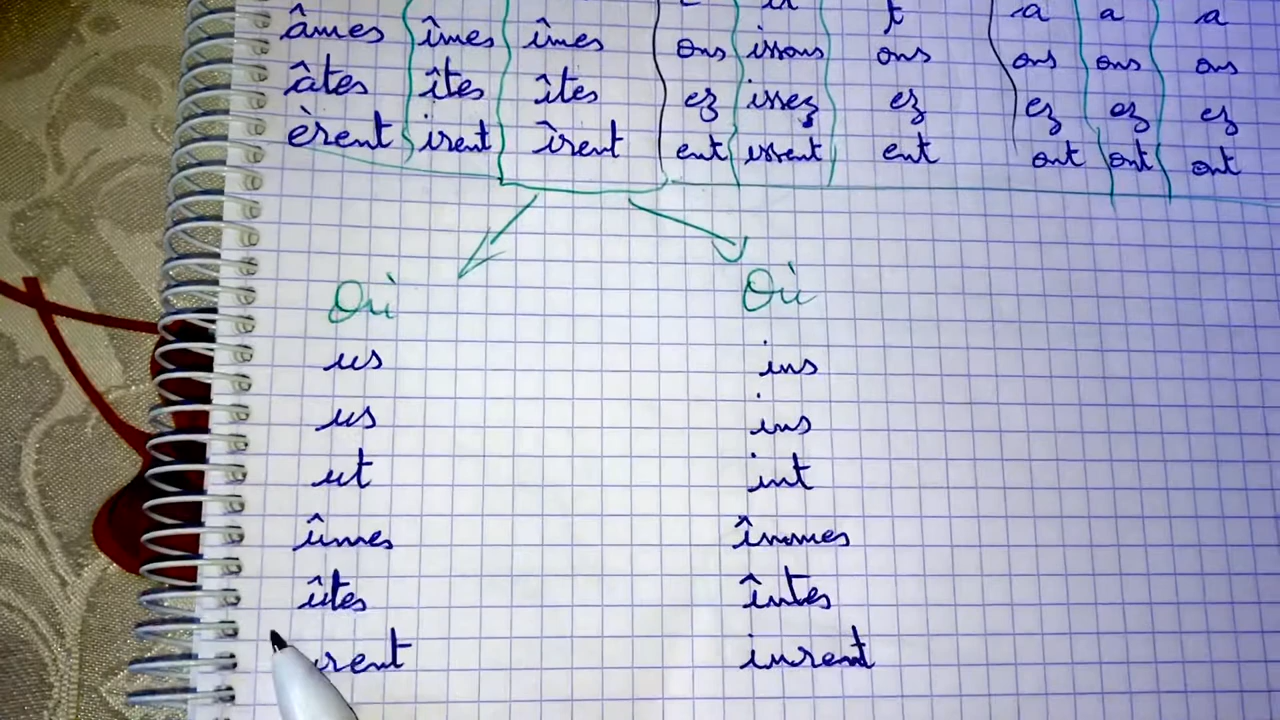 a a a
âmes îmes îmes ons issons ons ons ons ons
âtes îtes îtes ez issez ez ez ez ez
èrent irent irent ent issent ent ont ont ont
Où Où
us ins
us ins
ut int
ûmes înmes
ûtes întes
rent inrent